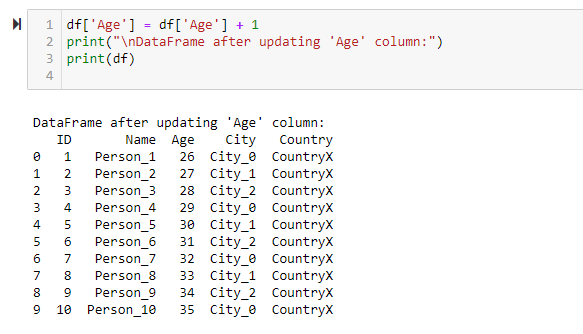 1 df['Age'] = df['Age'] + 1
2 print("\nDataFrame after updating 'Age' column:")
3 print(df)
4
DataFrame after updating 'Age' column:
   ID       Name  Age    City   Country
0   1   Person_1   26  City_0  CountryX
1   2   Person_2   27  City_1  CountryX
2   3   Person_3   28  City_2  CountryX
3   4   Person_4   29  City_0  CountryX
4   5   Person_5   30  City_1  CountryX
5   6   Person_6   31  City_2  CountryX
6   7   Person_7   32  City_0  CountryX
7   8   Person_8   33  City_1  CountryX
8   9   Person_9   34  City_2  CountryX
9  10  Person_10   35  City_0  CountryX